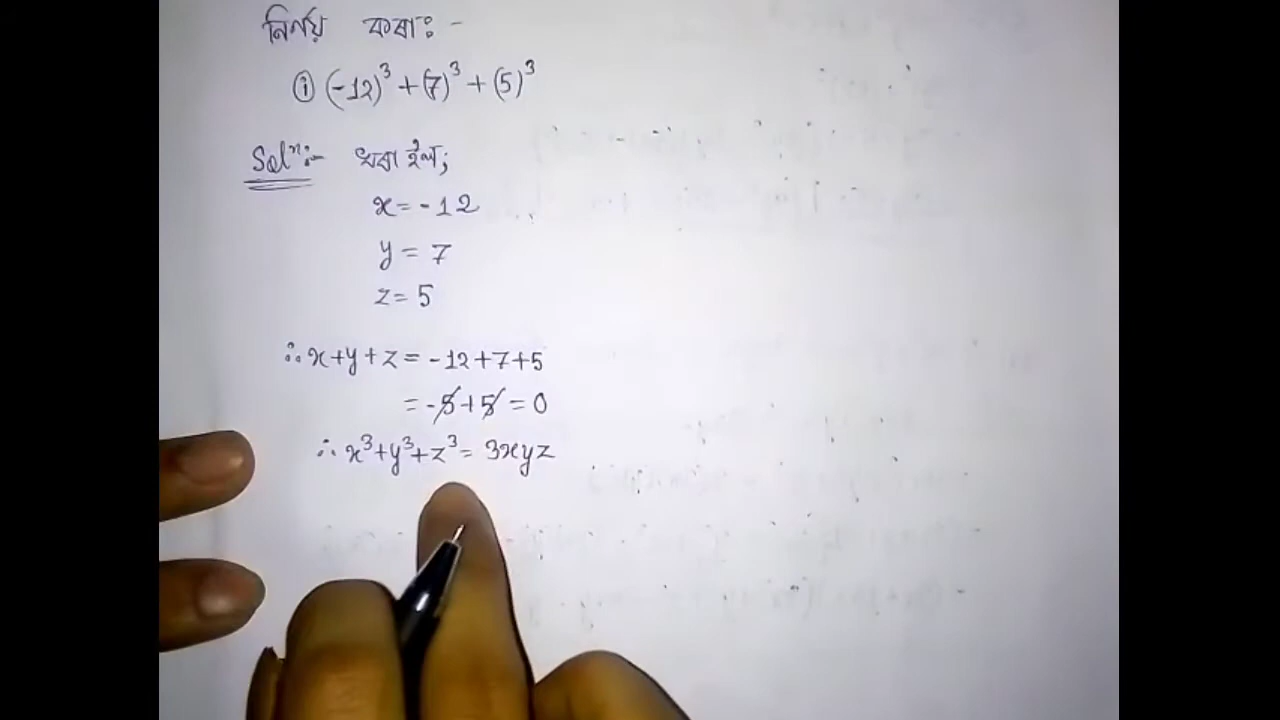 নিৰ্ণয় কৰা:-
① (-12)³ + (7)³ + (5)³
Solⁿ:- ধৰা হ'ল;
x = -12
y = 7
z = 5
∴ x+y+z = -12+7+5
= -5+5 = 0
∴ x³+y³+z³ = 3xyz